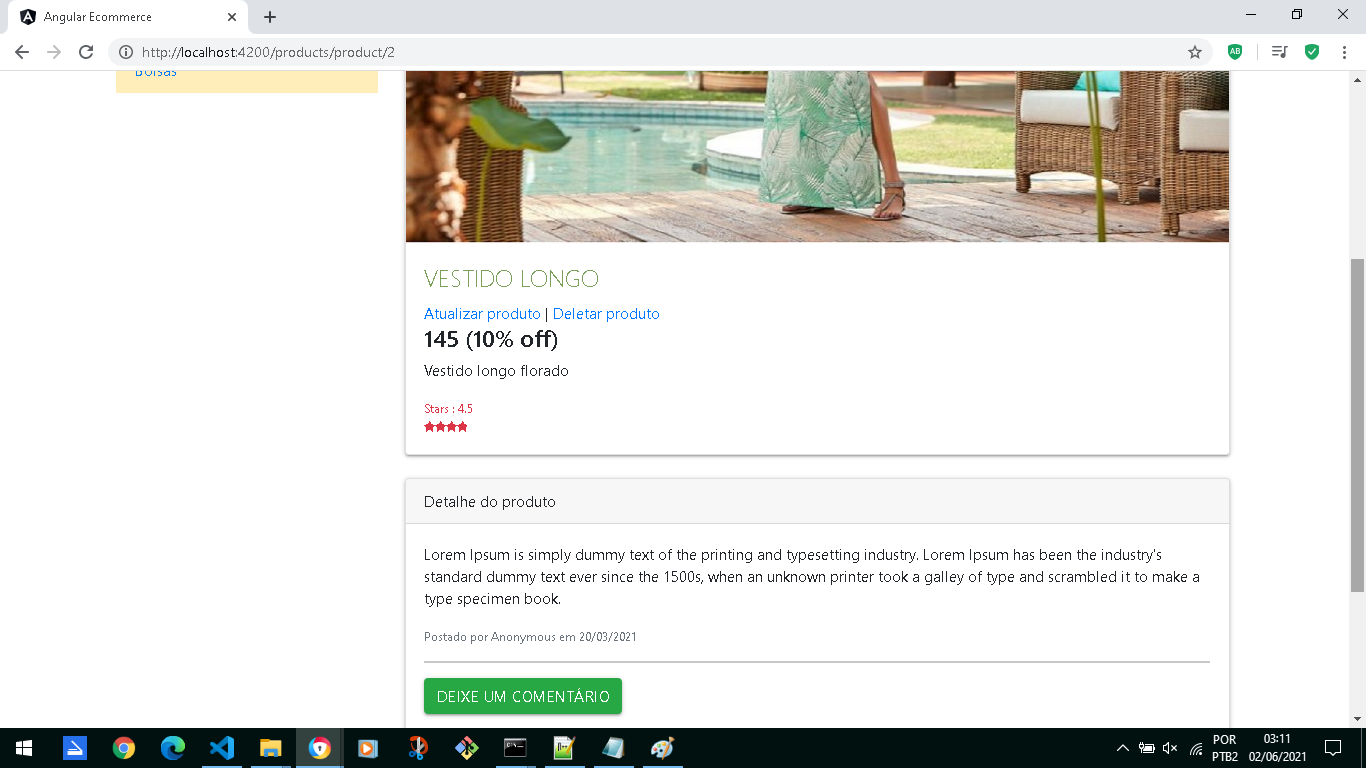 Angular Ecommerce
http://localhost:4200/products/product/2
Bolsas
VESTIDO LONGO
Atualizar produto | Deletar produto
145 (10% off)
Vestido longo florado
Stars : 4.5
Detalhe do produto
Lorem Ipsum is simply dummy text of the printing and typesetting industry. Lorem Ipsum has been the industry's
standard dummy text ever since the 1500s, when an unknown printer took a galley of type and scrambled it to make a
type specimen book.
Postado por Anonymous em 20/03/2021
DEIXE UM COMENTÁRIO
POR
PTB2
03:11
02/06/2021